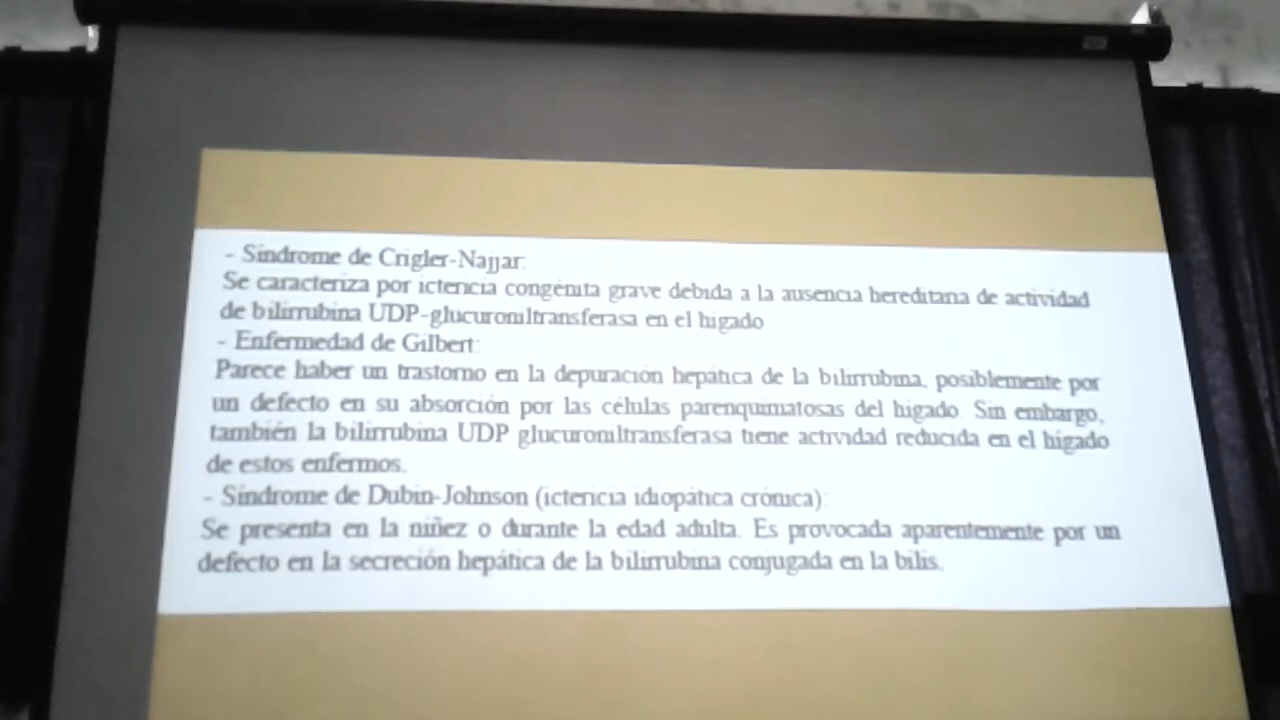 - Síndrome de Crigler-Najjar:
Se caracteriza por ictericia congénita grave debida a la ausencia hereditaria de actividad
de bilirrubina UDP-glucuroniltransferasa en el hígado
- Enfermedad de Gilbert:
Parece haber un trastorno en la depuración hepática de la bilirrubina, posiblemente por
un defecto en su absorción por las células parenquimatosas del hígado. Sin embargo,
también la bilirrubina UDP glucuroniltransferasa tiene actividad reducida en el hígado
de estos enfermos.
- Síndrome de Dubin-Johnson (ictericia idiopática crónica):
Se presenta en la niñez o durante la edad adulta. Es provocada aparentemente por un
defecto en la secreción hepática de la bilirrubina conjugada en la bilis.